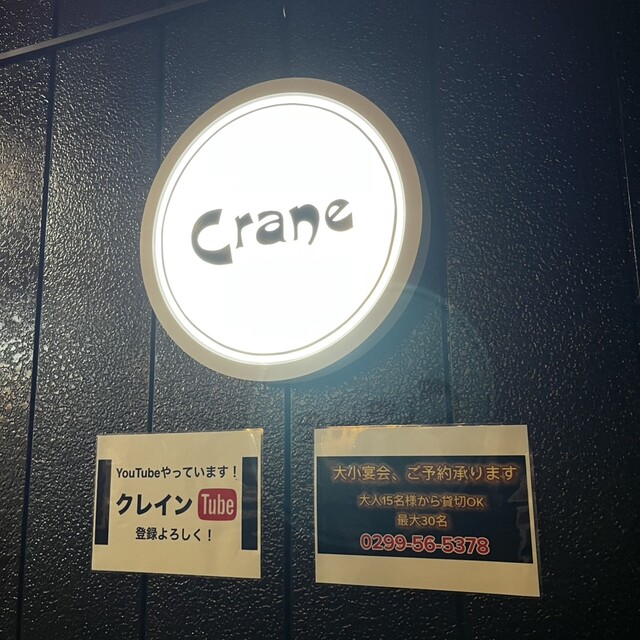 Crane
YouTubeやっています！
クレインTube
登録よろしく！
大小宴会、ご予約承ります
大人15名様から貸切OK
最大30名
0299-56-5378